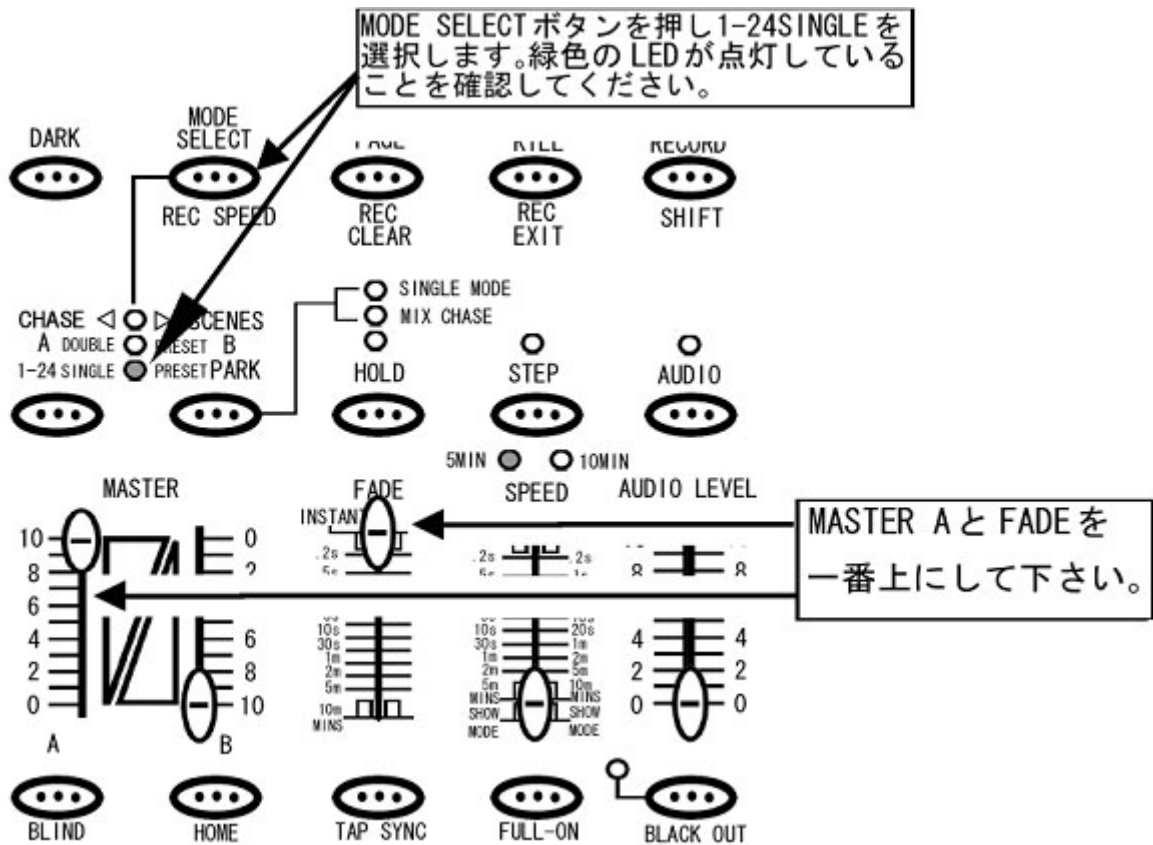 MODE SELECTボタンを押し1-24SINGLEを
選択します。緑色のLEDが点灯している
ことを確認してください。
DARK
MODE
SELECT
RECORD
REC SPEED
REC
CLEAR
REC
EXIT
SHIFT
SINGLE MODE
MIX CHASE
CHASE ◁ ▷ SCENES
A DOUBLE PRESET B
1-24 SINGLE PRESET PARK
HOLD
STEP
AUDIO
5MIN 10MIN
MASTER
FADE
SPEED
AUDIO LEVEL
MASTER AとFADEを
一番上にして下さい。
INSTANT
10 0
.2s .2s
8 8 8
6
10s 10s 20s
4 6 30s 30s 1m 4 4
1m 1m 2m
2 8 2m 2m 5m 2 2
5m 5m 10m
0 10 10m MINS MINS 0 0
MINS SHOW SHOW
MODE MODE
A B
BLIND
HOME
TAP SYNC
FULL-ON
BLACK OUT